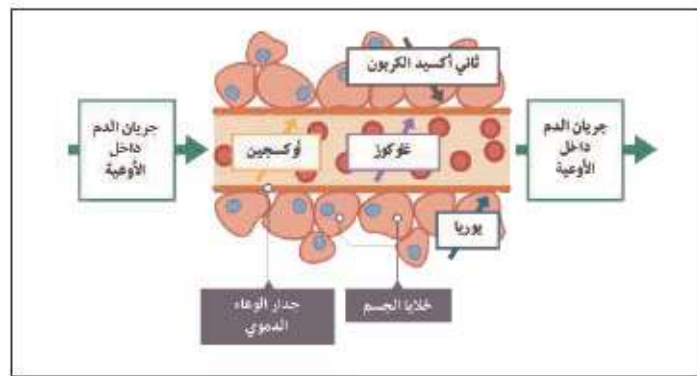 ثاني أكسيد الكربون
جريان الدم
داخل
الأوعية
أوكسجين
غلوكوز
جريان الدم
داخل
الأوعية
يوريا
جدار الوعاء
الدموي
خلايا الجسم